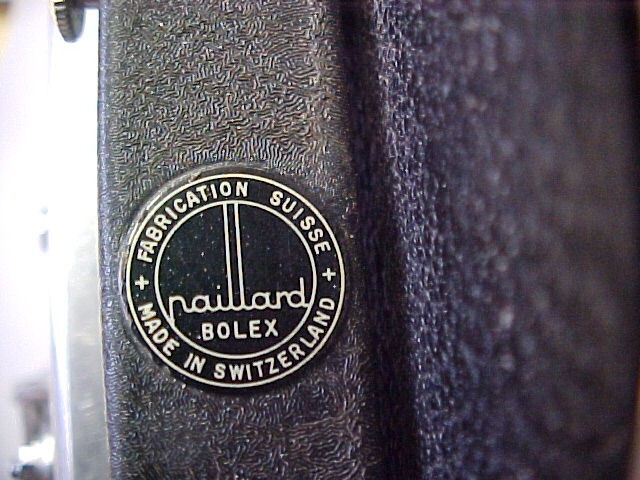 + FABRICATION SUISSE +
paillard
BOLEX
MADE IN SWITZERLAND